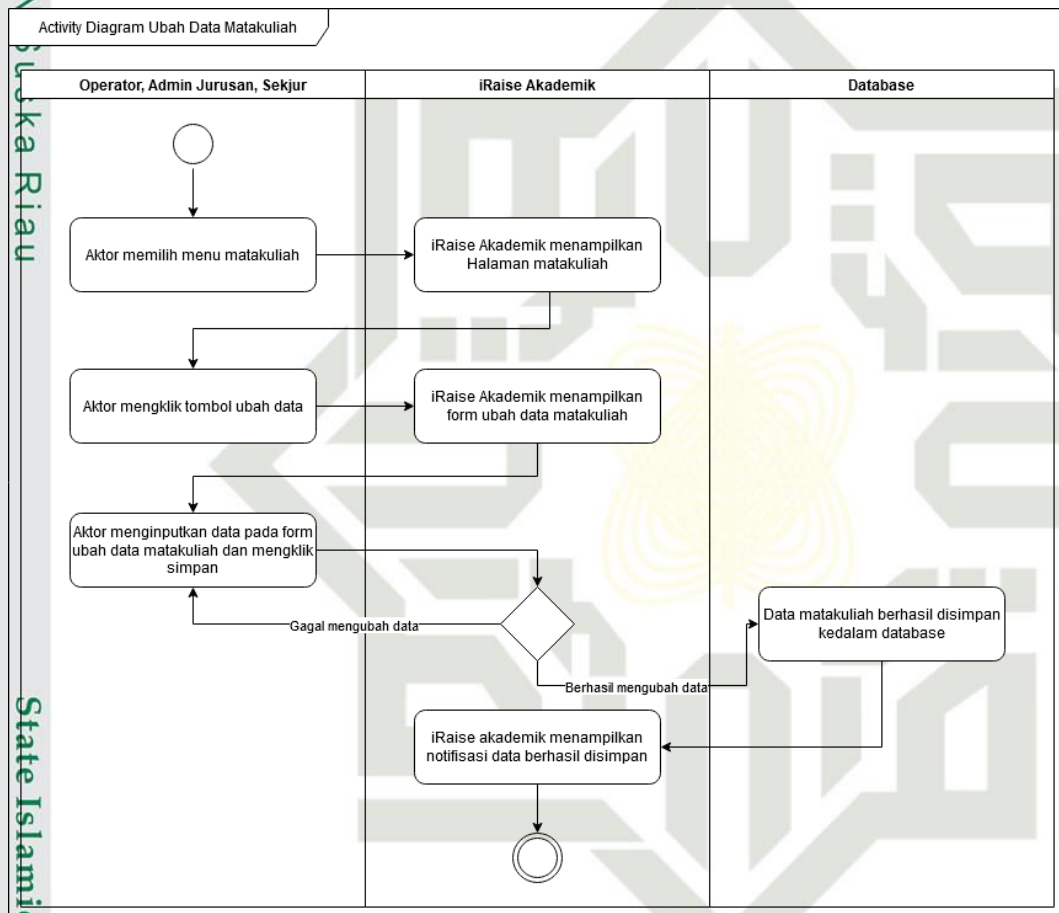 Activity Diagram Ubah Data Matakuliah
Operator, Admin Jurusan, Sekjur
iRaise Akademik
Database
Aktor memilih menu matakuliah
iRaise Akademik menampilkan
Halaman matakuliah
Aktor mengklik tombol ubah data
iRaise Akademik menampilkan
form ubah data matakuliah
Aktor menginputkan data pada form
ubah data matakuliah dan mengklik
simpan
Gagal mengubah data
Berhasil mengubah data
Data matakuliah berhasil disimpan
kedalam database
iRaise akademik menampilkan
notifisasi data berhasil disimpan
Suska Riau
State Islamic